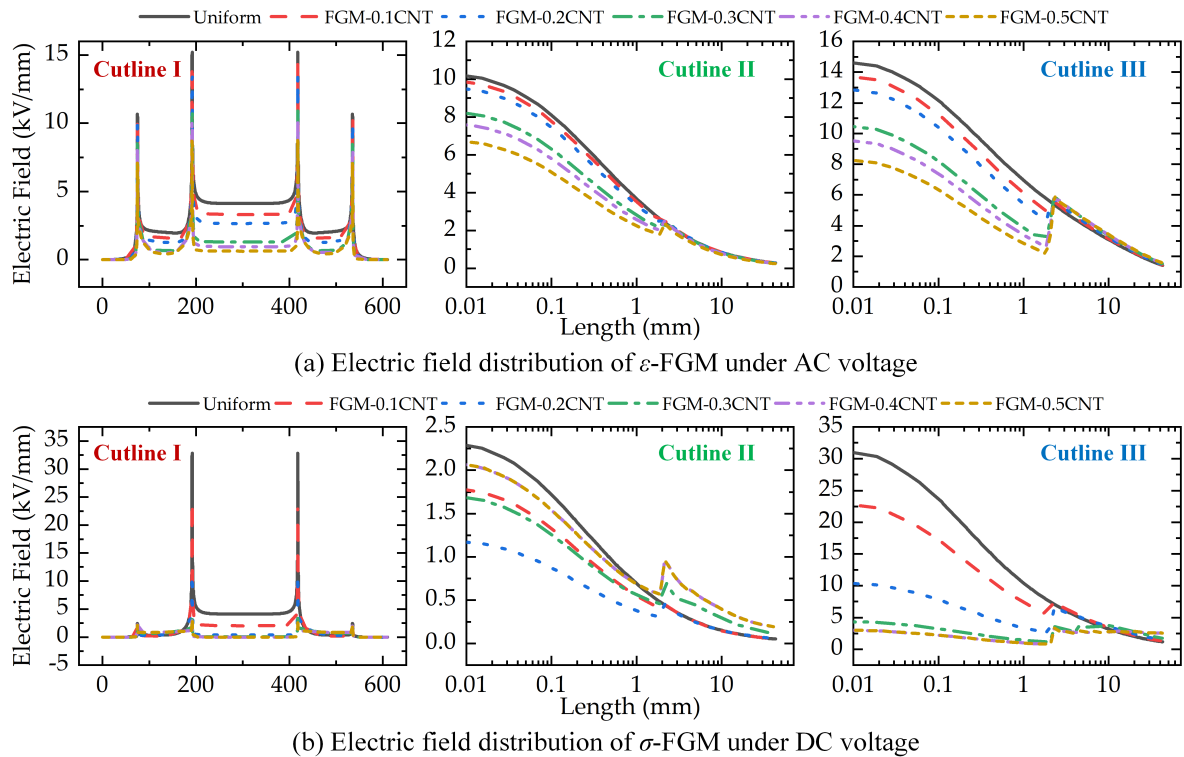 Uniform FGM-0.1CNT FGM-0.2CNT FGM-0.3CNT FGM-0.4CNT FGM-0.5CNT
Electric Field (kV/mm)
Cutline I
15
10
5
0
0 200 400 600
Cutline II
12
10
8
6
4
2
0
0.01 0.1 1 10
Cutline III
16
14
12
10
8
6
4
2
0
0.01 0.1 1 10
Length (mm)
(a) Electric field distribution of ε-FGM under AC voltage
Uniform FGM-0.1CNT FGM-0.2CNT FGM-0.3CNT FGM-0.4CNT FGM-0.5CNT
Electric Field (kV/mm)
Cutline I
35
30
25
20
15
10
5
0
-5
0 200 400 600
Cutline II
2.5
2.0
1.5
1.0
0.5
0.0
0.01 0.1 1 10
Cutline III
35
30
25
20
15
10
5
0
0.01 0.1 1 10
Length (mm)
(b) Electric field distribution of σ-FGM under DC voltage